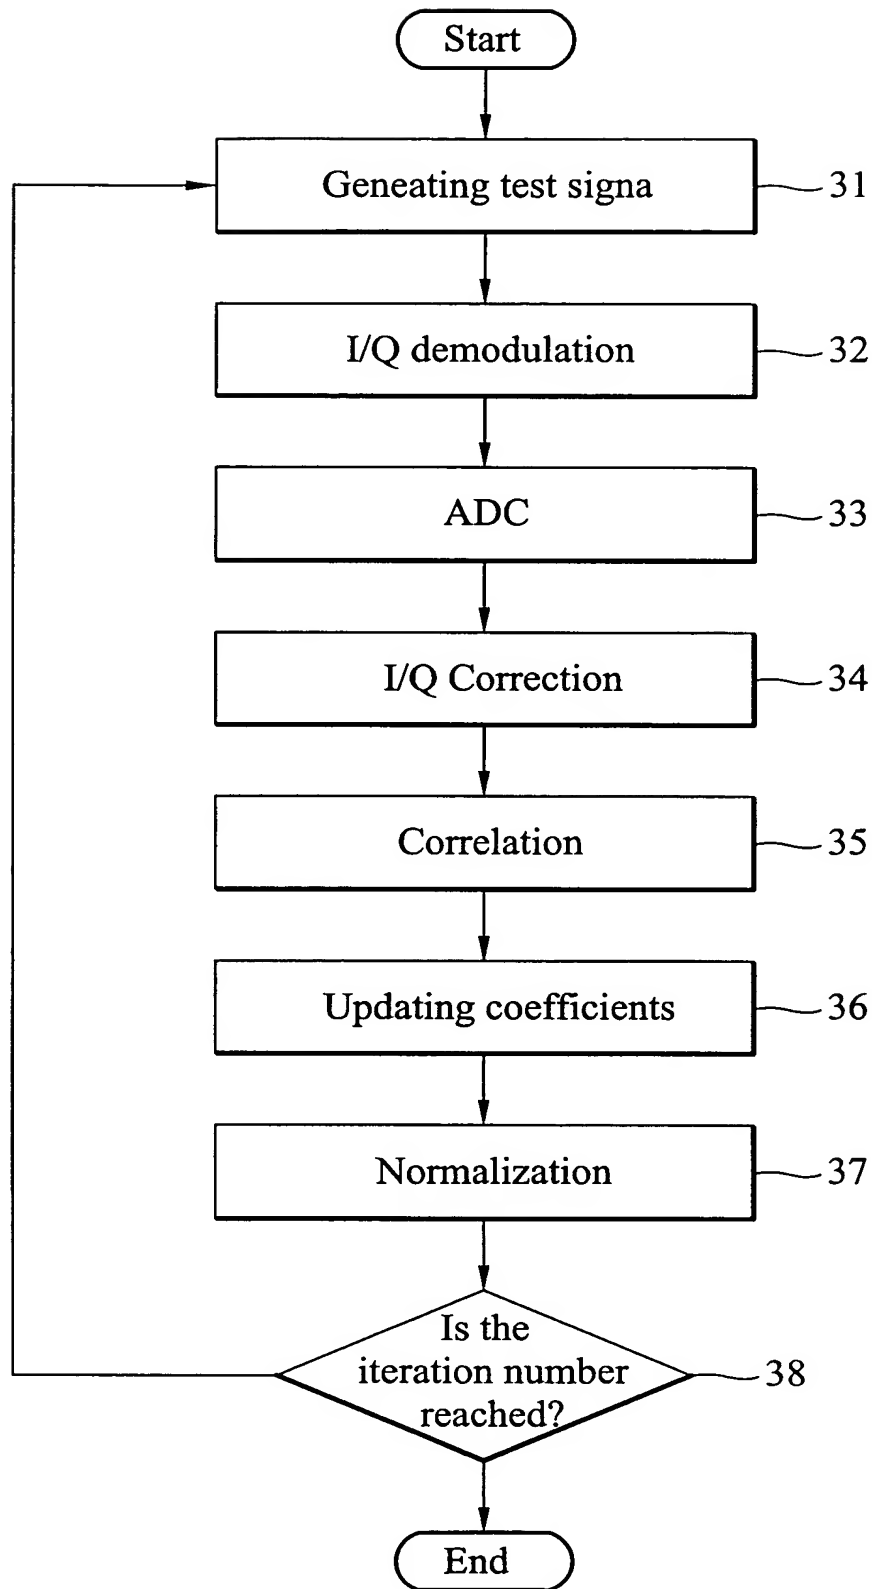 Start
Geneating test signa
31
I/Q demodulation
32
ADC
33
I/Q Correction
34
Correlation
35
Updating coefficients
36
Normalization
37
Is the
iteration number
reached?
38
End